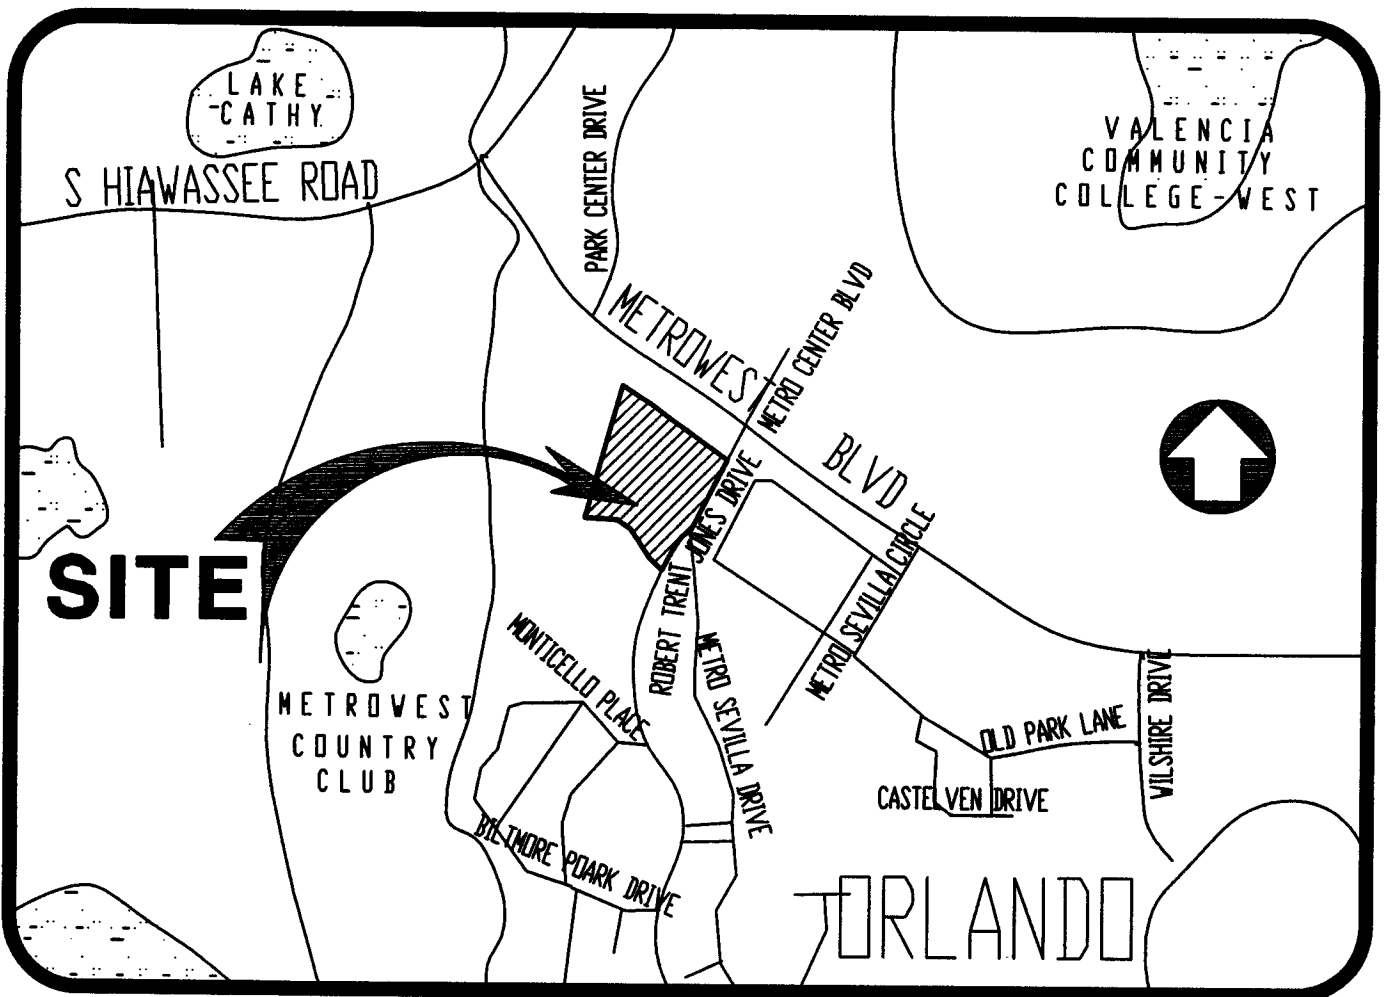 LAKE
CATHY
S HIAWASSEE ROAD
PARK CENTER DRIVE
VALENCIA
COMMUNITY
COLLEGE-WEST
METROWEST BLVD
METRO CENTER BLVD
ROBERT TRENT JONES DRIVE
METRO SEVILLA CIRCLE
SITE
MONTICELLO PLACE
METRO SEVILLA DRIVE
METROWEST
COUNTRY
CLUB
OLD PARK LANE
WILSHIRE DRIVE
CASTELVEN DRIVE
BILTMORE POARK DRIVE
ORLANDO